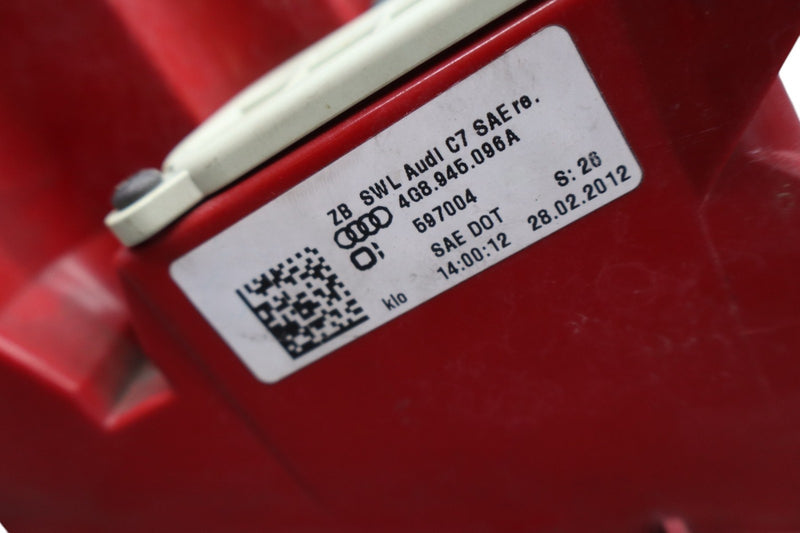 ZB SWL Audi C7 SAE re.
4G8.945.096A
597004
SAE DOT S: 26
14:00:12 28.02.2012
klo